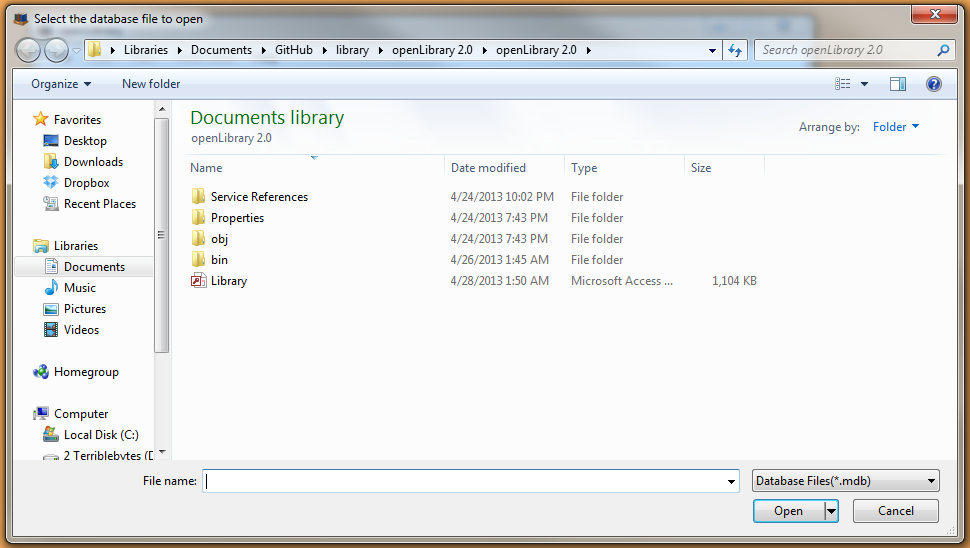 Select the database file to open
Libraries Documents GitHub library openLibrary 2.0 openLibrary 2.0
Search openLibrary 2.0
Organize New folder
Favorites
Desktop
Downloads
Dropbox
Recent Places
Libraries
Documents
Music
Pictures
Videos
Homegroup
Computer
Local Disk (C:)
2 Terriblebytes (D
Documents library
openLibrary 2.0
Arrange by: Folder
Name Date modified Type Size
Service References 4/24/2013 10:02 PM File folder
Properties 4/24/2013 7:43 PM File folder
obj 4/24/2013 7:43 PM File folder
bin 4/26/2013 1:45 AM File folder
Library 4/28/2013 1:50 AM Microsoft Access ... 1,104 KB
File name: Database Files(*.mdb)
Open Cancel